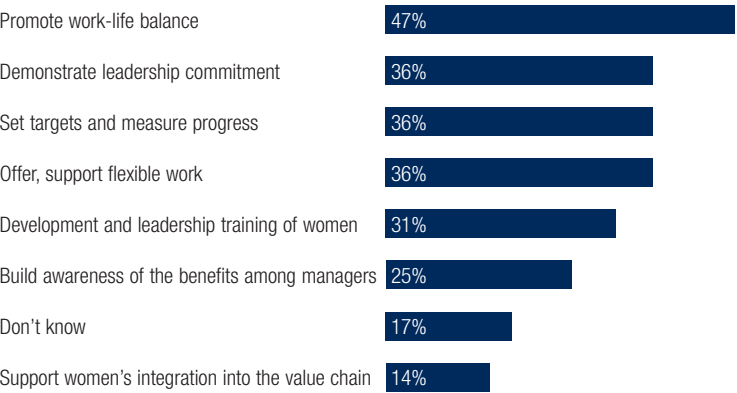 Promote work-life balance 47%
Demonstrate leadership commitment 36%
Set targets and measure progress 36%
Offer, support flexible work 36%
Development and leadership training of women 31%
Build awareness of the benefits among managers 25%
Don’t know 17%
Support women’s integration into the value chain 14%